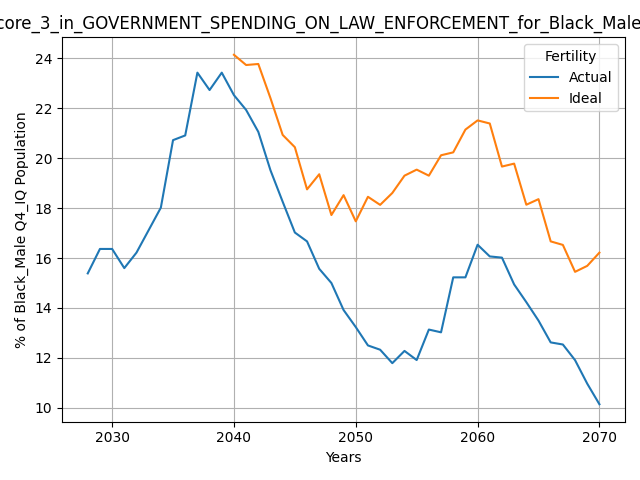 core_3_in_GOVERNMENT_SPENDING_ON_LAW_ENFORCEMENT_for_Black_Male
Fertility
Actual
Ideal
% of Black_Male Q4_IQ Population
24
22
20
18
16
14
12
10
2030 2040 2050 2060 2070
Years